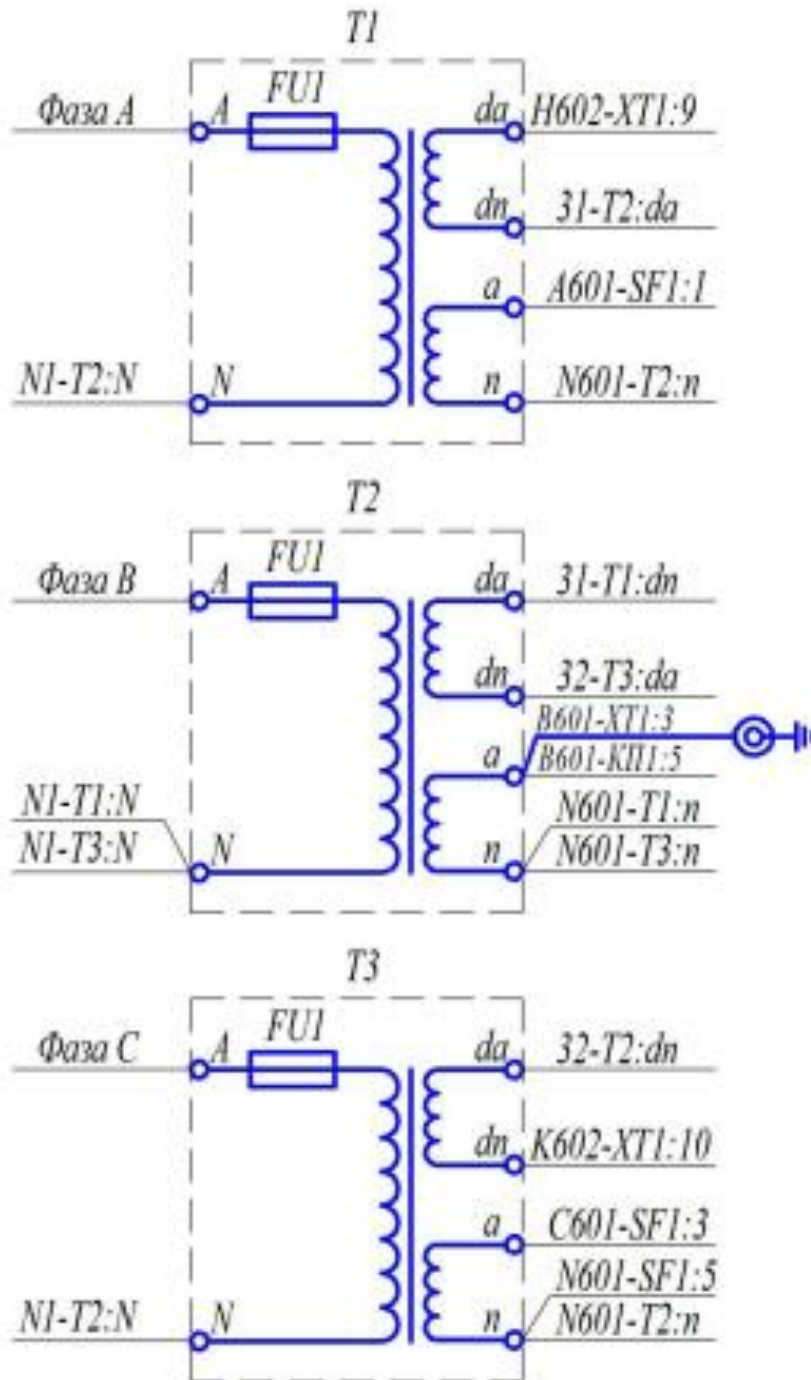 T1
Фаза А
A
FU1
da
H602-XT1:9
dn
31-T2:da
a
A601-SF1:1
N1-T2:N
N
n
N601-T2:n
T2
Фаза В
A
FU1
da
31-T1:dn
dn
32-T3:da
B601-XT1:3
a
B601-КП1:5
N1-T1:N
N601-T1:n
N1-T3:N
N
n
N601-T3:n
T3
Фаза С
A
FU1
da
32-T2:dn
dn
K602-XT1:10
a
C601-SF1:3
N601-SF1:5
N1-T2:N
N
n
N601-T2:n